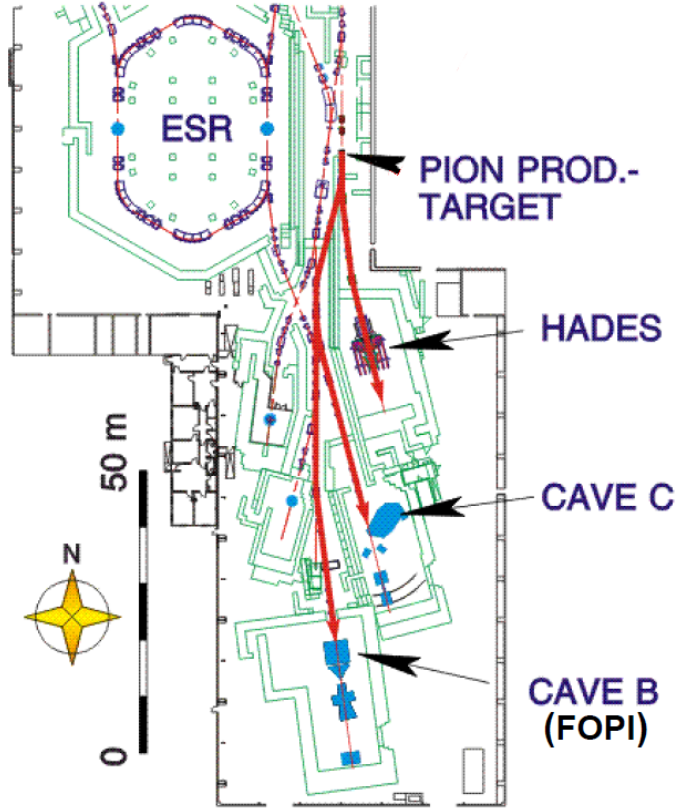 ESR
PION PROD.-
TARGET
HADES
50 m
CAVE C
N
0
CAVE B
(FOPI)